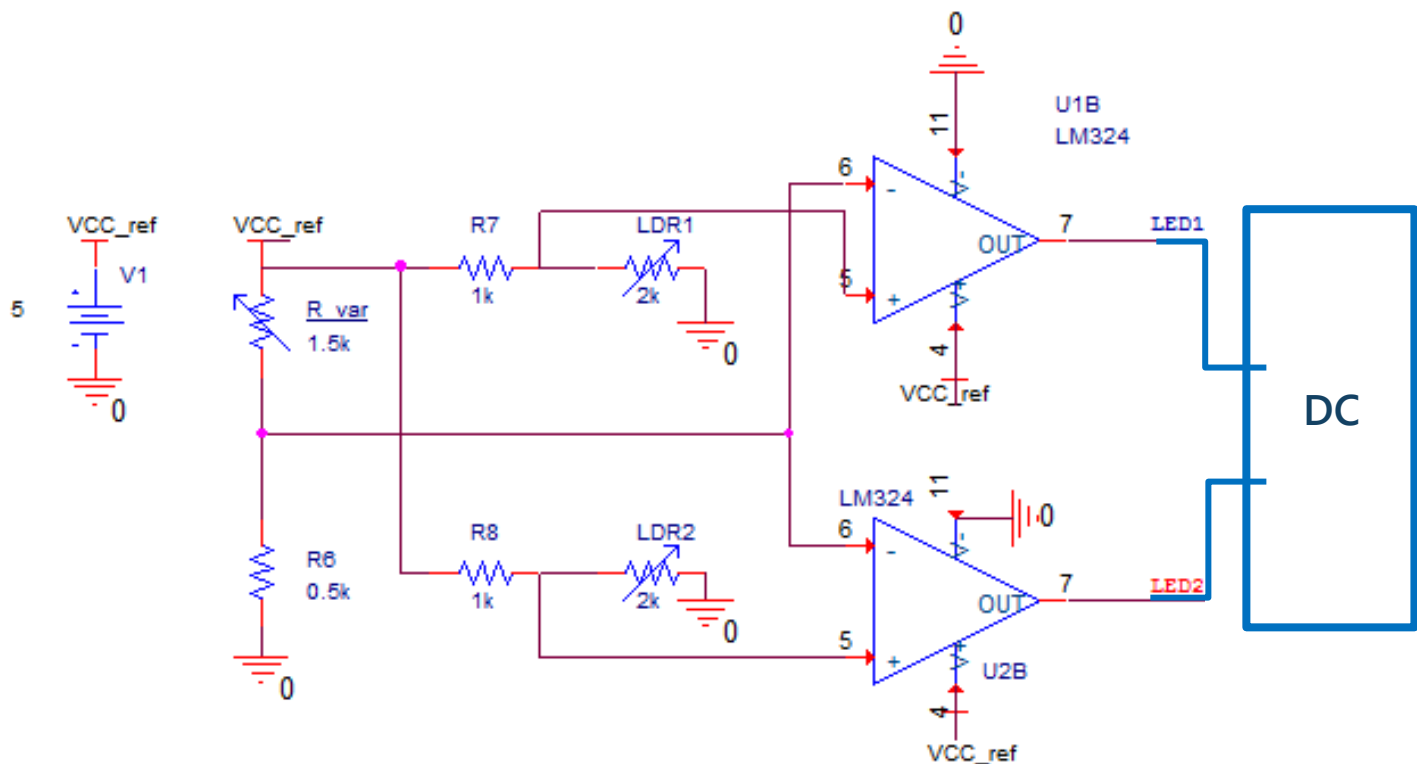 0
U1B
LM324
11
6
-
VCC_ref
VCC_ref
R7
LDR1
7
LED1
OUT
V1
5
+
1k
2k
5
R_var
1.5k
0
4
VCC_ref
0
DC
LM324
11
0
R8
LDR2
6
-
R6
0.5k
1k
2k
7
LED2
OUT
0
5
+
U2B
0
4
VCC_ref